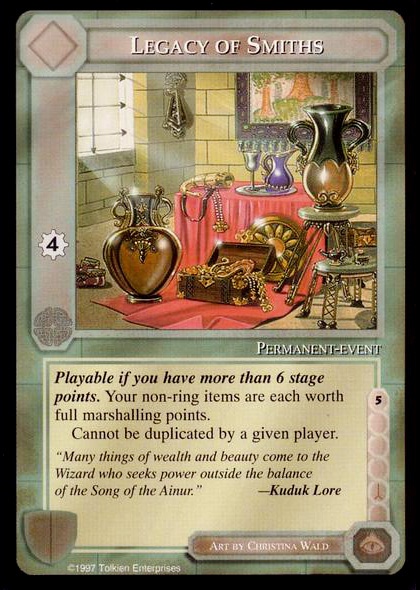 LEGACY OF SMITHS
4
PERMANENT-EVENT
Playable if you have more than 6 stage
points. Your non-ring items are each worth
full marshalling points.
Cannot be duplicated by a given player.
5
"Many things of wealth and beauty come to the
Wizard who seeks power outside the balance
of the Song of the Ainur." —Kuduk Lore
ART BY CHRISTINA WALD
©1997 Tolkien Enterprises